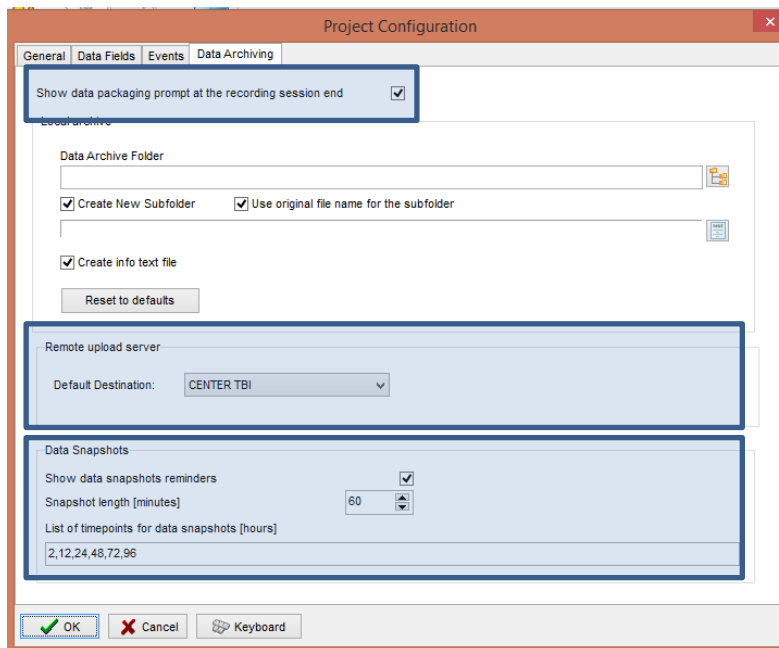 Project Configuration
General Data Fields Events Data Archiving
Show data packaging prompt at the recording session end
Local archive
Data Archive Folder
Create New Subfolder Use original file name for the subfolder
Create info text file
Reset to defaults
Remote upload server
Default Destination: CENTER TBI
Data Snapshots
Show data snapshots reminders
Snapshot length [minutes] 60
List of timepoints for data snapshots [hours]
2,12,24,48,72,96
OK Cancel Keyboard